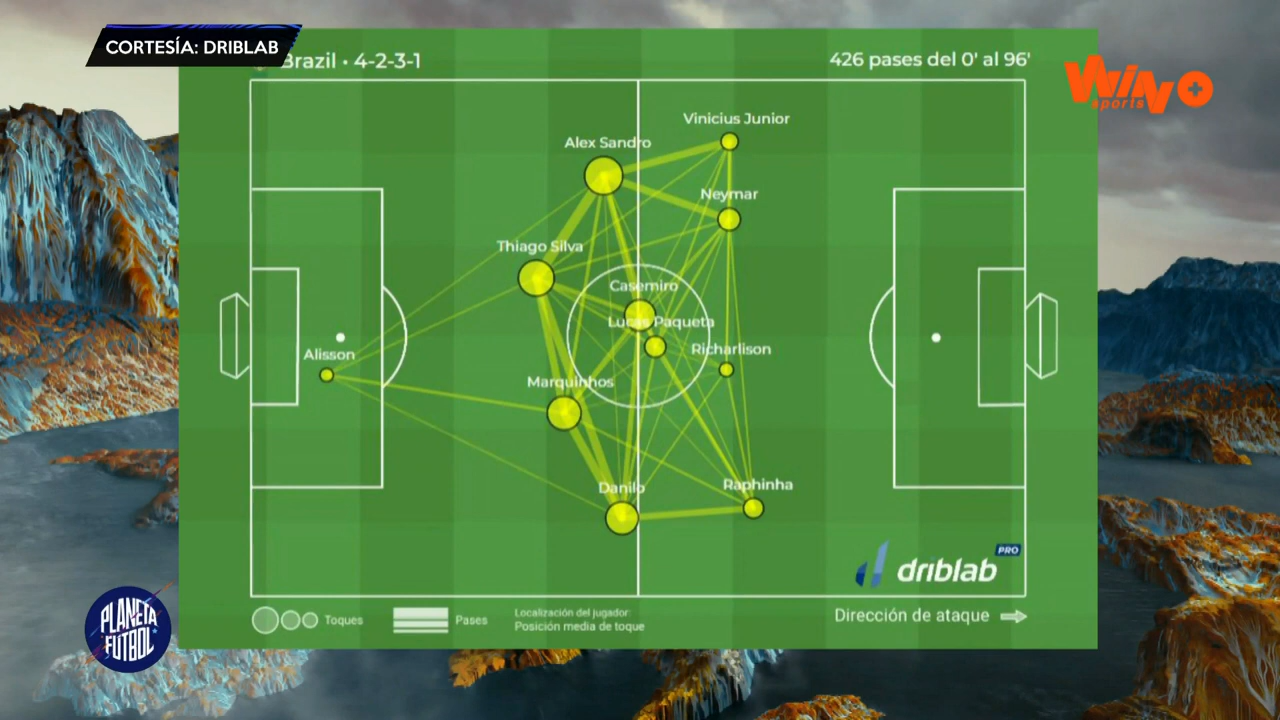 CORTESÍA: DRIBLAB
Brazil • 4-2-3-1
426 pases del 0' al 96'
WIN+
sports
Vinicius Junior
Alex Sandro
Neymar
Thiago Silva
Casemiro
Lucas Paqueta
Richarlison
Alisson
Marquinhos
Danilo
Raphinha
PRO
driblab
Toques
Pases
Localización del jugador:
Posición media de toque
Dirección de ataque
PLANETA
FÚTBOL